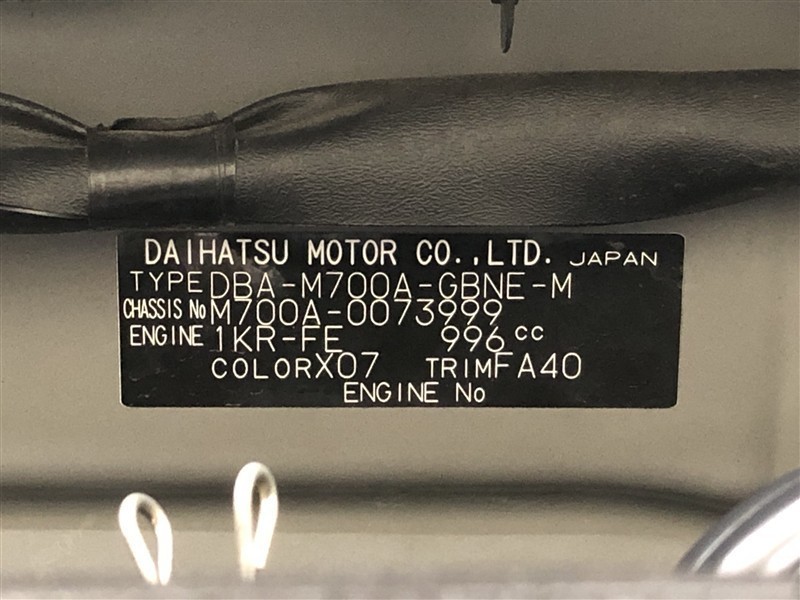 DAIHATSU MOTOR CO.,LTD. JAPAN
TYPE DBA-M700A-GBNE-M
CHASSIS No M700A-0073999
ENGINE 1KR-FE 996 cc
COLOR X07 TRIM FA40
ENGINE No